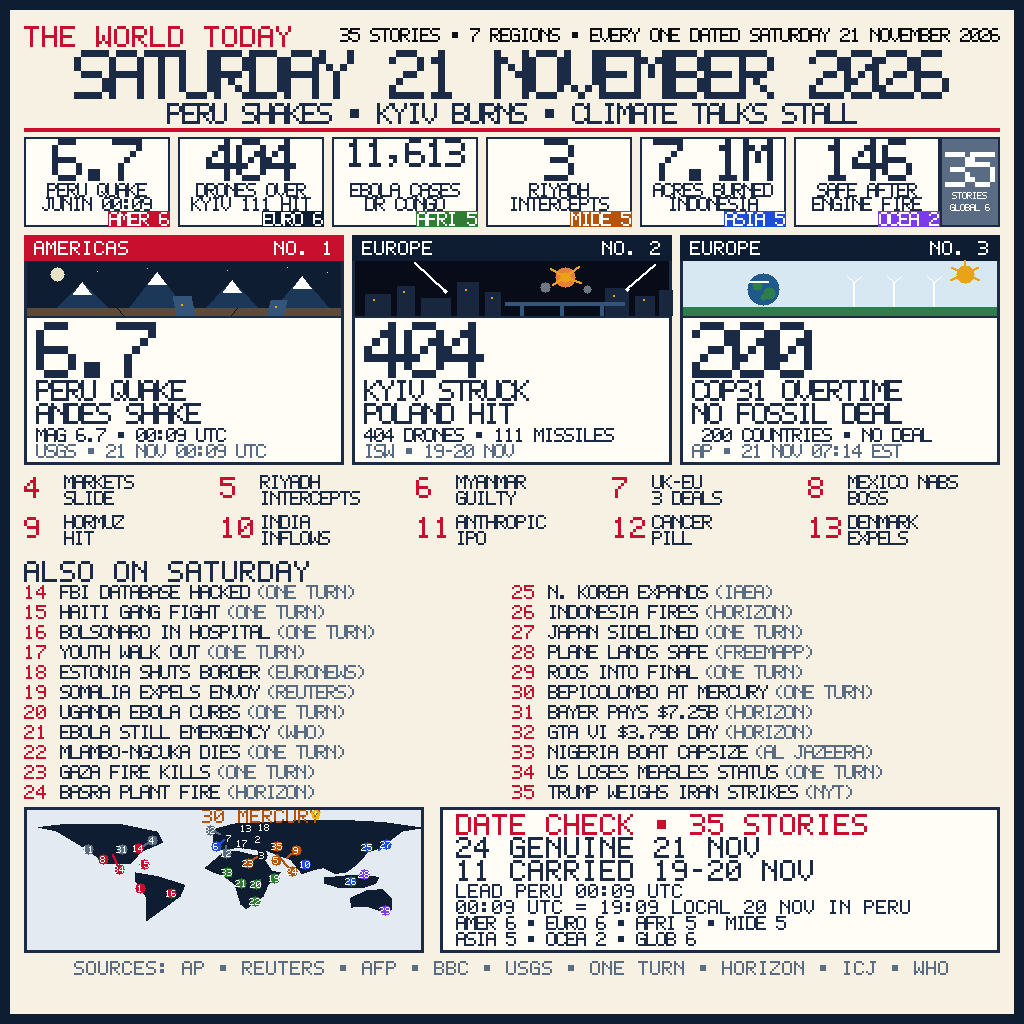 THE WORLD TODAY
35 STORIES ▪ 7 REGIONS ▪ EVERY ONE DATED SATURDAY 21 NOVEMBER 2026
SATURDAY 21 NOVEMBER 2026
PERU SHAKES ▪ KYIV BURNS ▪ CLIMATE TALKS STALL
6.7
PERU QUAKE
JUNIN 00:09
AMER 6
404
DRONES OVER
KYIV 111 HIT
EURO 6
11,613
EBOLA CASES
DR CONGO
AFRI 5
3
RIYADH
INTERCEPTS
MIDE 5
7.1M
ACRES BURNED
INDONESIA
ASIA 5
146
SAFE AFTER
ENGINE FIRE
OCEA 2
35
STORIES
GLOBAL 6
AMERICAS NO. 1
6.7
PERU QUAKE
ANDES SHAKE
MAG 6.7 ▪ 00:09 UTC
USGS ▪ 21 NOV 00:09 UTC
EUROPE NO. 2
404
KYIV STRUCK
POLAND HIT
404 DRONES ▪ 111 MISSILES
ISW ▪ 19-20 NOV
EUROPE NO. 3
200
COP31 OVERTIME
NO FOSSIL DEAL
200 COUNTRIES ▪ NO DEAL
AP ▪ 21 NOV 07:14 EST
4 MARKETS
SLIDE
5 RIYADH
INTERCEPTS
6 MYANMAR
GUILTY
7 UK-EU
3 DEALS
8 MEXICO NABS
BOSS
9 HORMUZ
HIT
10 INDIA
INFLOWS
11 ANTHROPIC
IPO
12 CANCER
PILL
13 DENMARK
EXPELS
ALSO ON SATURDAY
14 FBI DATABASE HACKED (ONE TURN)
15 HAITI GANG FIGHT (ONE TURN)
16 BOLSONARO IN HOSPITAL (ONE TURN)
17 YOUTH WALK OUT (ONE TURN)
18 ESTONIA SHUTS BORDER (EURONEWS)
19 SOMALIA EXPELS ENVOY (REUTERS)
20 UGANDA EBOLA CURBS (ONE TURN)
21 EBOLA STILL EMERGENCY (WHO)
22 MLAMBO-NGCUKA DIES (ONE TURN)
23 GAZA FIRE KILLS (ONE TURN)
24 BASRA PLANT FIRE (HORIZON)
25 N. KOREA EXPANDS (IAEA)
26 INDONESIA FIRES (HORIZON)
27 JAPAN SIDELINED (ONE TURN)
28 PLANE LANDS SAFE (FREEMAPP)
29 ROOS INTO FINAL (ONE TURN)
30 BEPICOLOMBO AT MERCURY (ONE TURN)
31 BAYER PAYS $7.25B (HORIZON)
32 GTA VI $3.79B DAY (HORIZON)
33 NIGERIA BOAT CAPSIZE (AL JAZEERA)
34 US LOSES MEASLES STATUS (ONE TURN)
35 TRUMP WEIGHS IRAN STRIKES (NYT)
30 MERCURY
DATE CHECK ▪ 35 STORIES
24 GENUINE 21 NOV
11 CARRIED 19-20 NOV
LEAD PERU 00:09 UTC
00:09 UTC = 19:09 LOCAL 20 NOV IN PERU
AMER 6 ▪ EURO 6 ▪ AFRI 5 ▪ MIDE 5
ASIA 5 ▪ OCEA 2 ▪ GLOB 6
SOURCES: AP ▪ REUTERS ▪ AFP ▪ BBC ▪ USGS ▪ ONE TURN ▪ HORIZON ▪ ICJ ▪ WHO